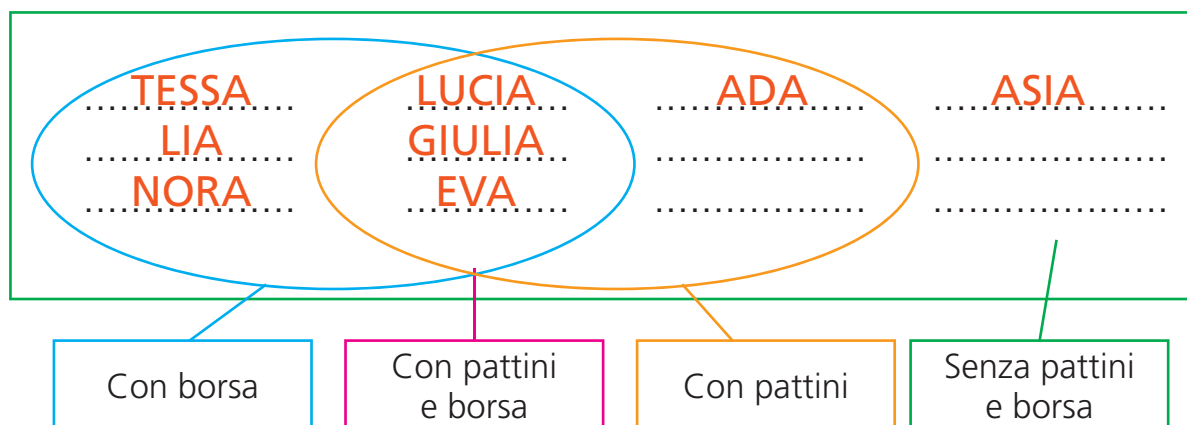 TESSA LUCIA ADA ASIA
LIA GIULIA
NORA EVA
Con borsa
Con pattini
e borsa
Con pattini
Senza pattini
e borsa